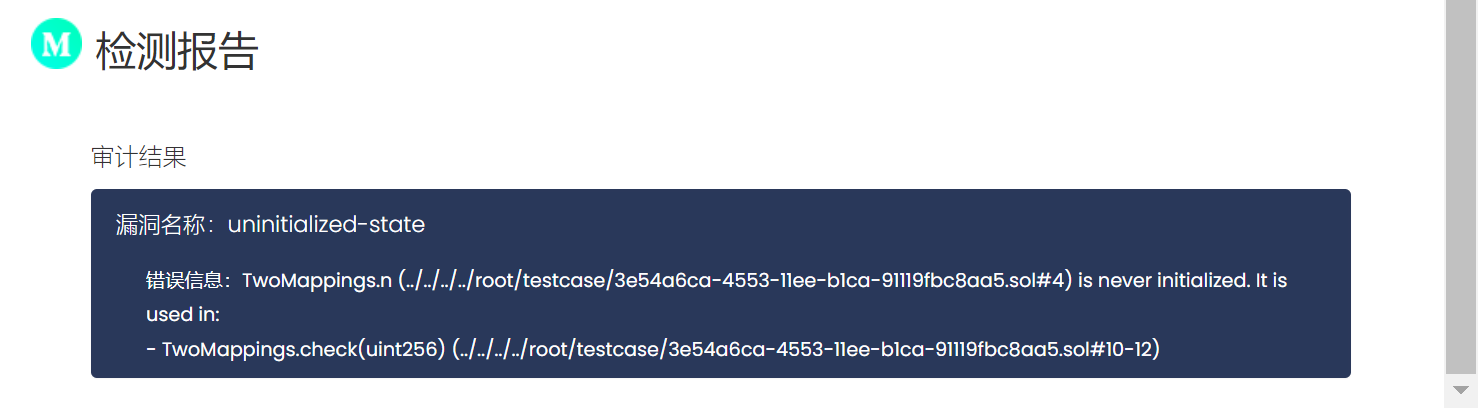 M 检测报告
审计结果
漏洞名称：uninitialized-state
错误信息：TwoMappings.n (../../../../root/testcase/3e54a6ca-4553-11ee-b1ca-91119fbc8aa5.sol#4) is never initialized. It is
used in:
- TwoMappings.check(uint256) (../../../../root/testcase/3e54a6ca-4553-11ee-b1ca-91119fbc8aa5.sol#10-12)